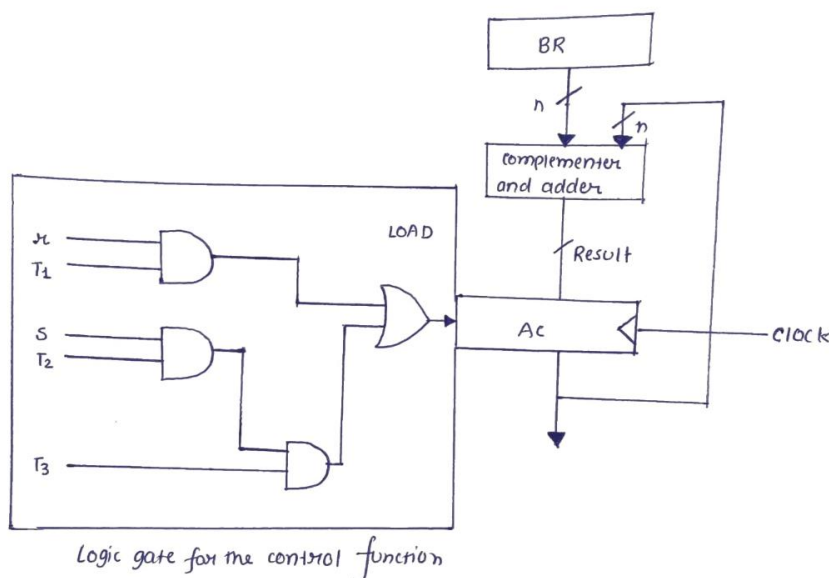 BR
n
n
complementer
and adder
LOAD
r
T1
Result
S
T2
AC
Clock
T3
Logic gate for the control function